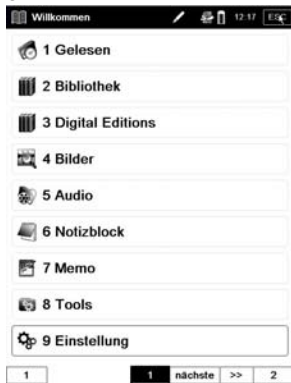 Willkommen 12:17 ESC
1 Gelesen
2 Bibliothek
3 Digital Editions
4 Bilder
5 Audio
6 Notizblock
7 Memo
8 Tools
9 Einstellung
1 1 nächste >> 2